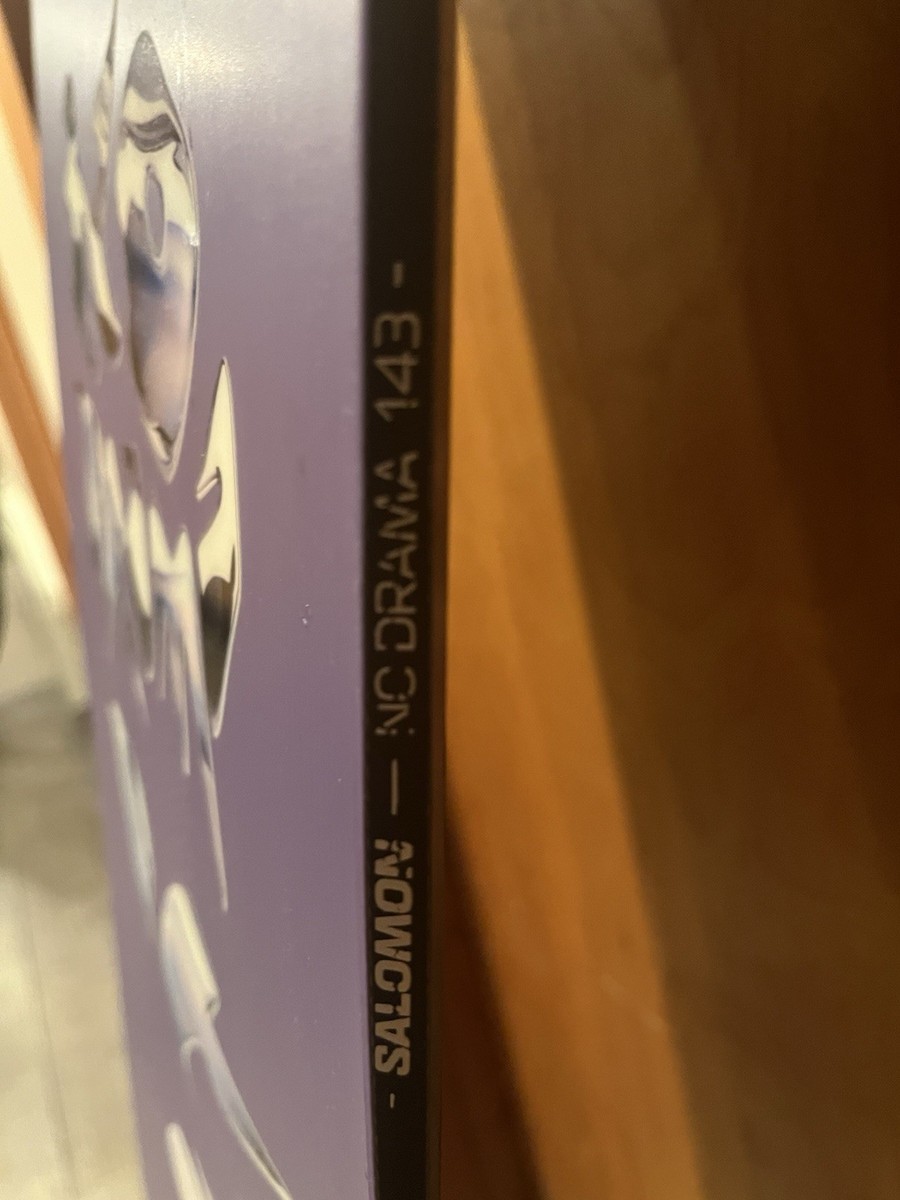 - SALOMON — NO DRAMA 143 -